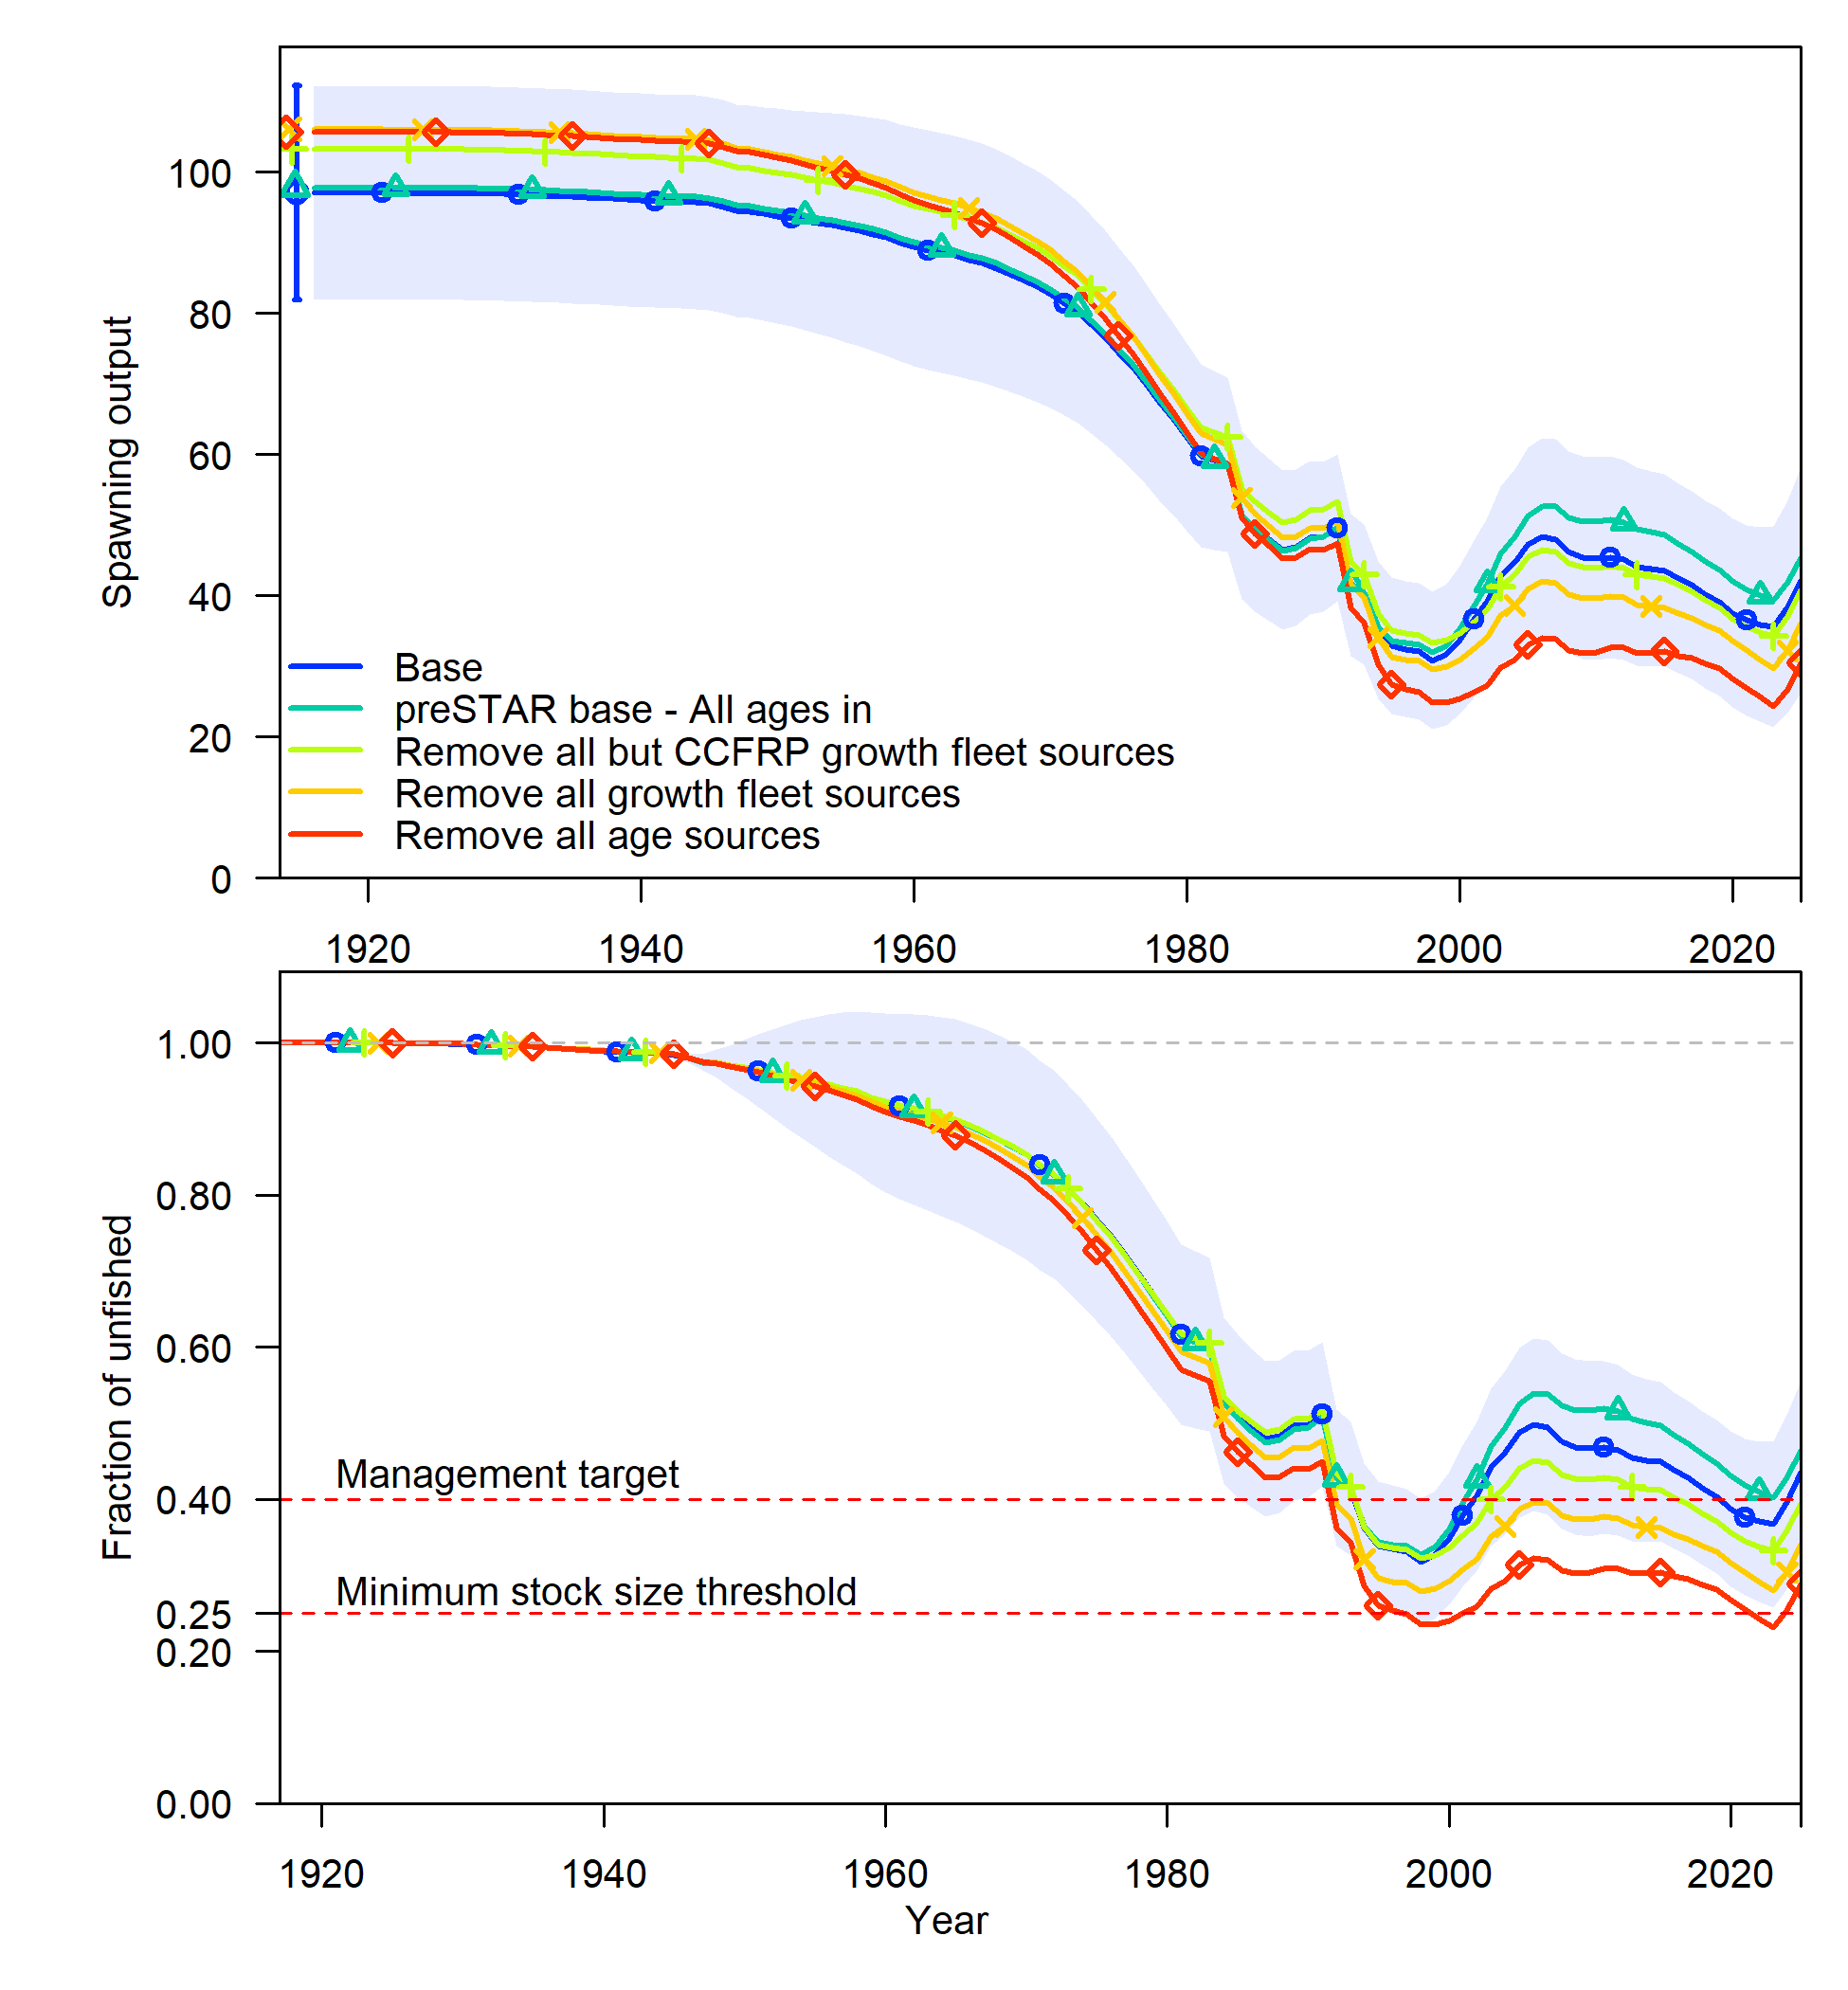 Spawning output
100
80
60
40
20
0
Base
preSTAR base - All ages in
Remove all but CCFRP growth fleet sources
Remove all growth fleet sources
Remove all age sources
1920 1940 1960 1980 2000 2020
Fraction of unfished
1.00
0.80
0.60
0.40
0.25
0.20
0.00
Management target
Minimum stock size threshold
1920 1940 1960 1980 2000 2020
Year